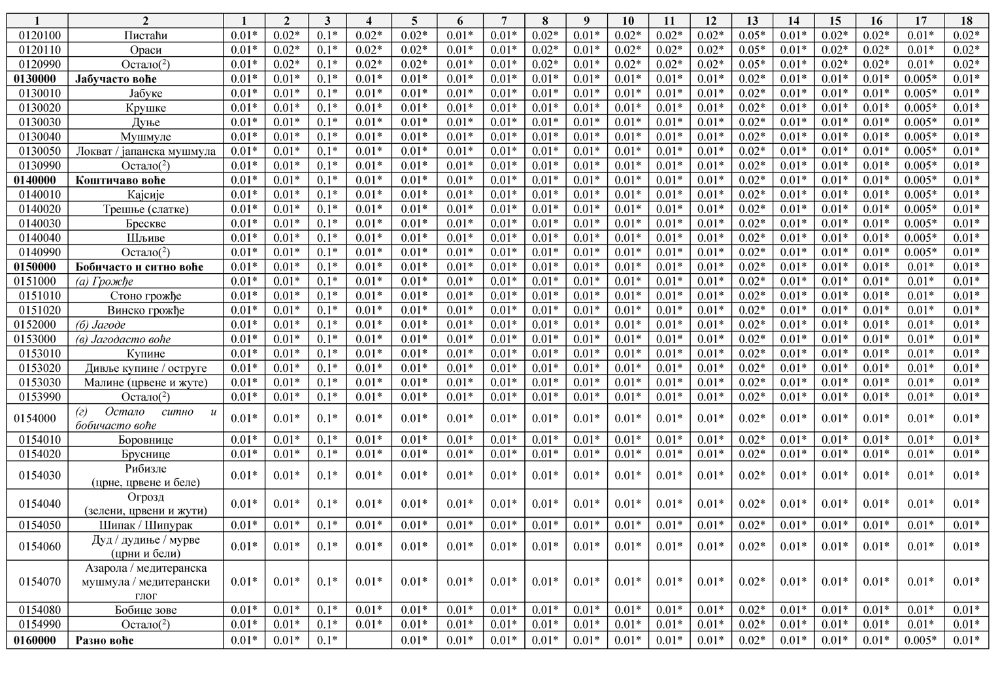 1 2 1 2 3 4 5 6 7 8 9 10 11 12 13 14 15 16 17 18
0120100 Пистаћи 0.01* 0.02* 0.1* 0.02* 0.02* 0.01* 0.01* 0.02* 0.01* 0.02* 0.02* 0.02* 0.05* 0.01* 0.02* 0.02* 0.01* 0.02*
0120110 Ораси 0.01* 0.02* 0.1* 0.02* 0.02* 0.01* 0.01* 0.02* 0.01* 0.02* 0.02* 0.02* 0.05* 0.01* 0.02* 0.02* 0.01* 0.02*
0120990 Остало(²) 0.01* 0.02* 0.1* 0.02* 0.02* 0.01* 0.01* 0.02* 0.01* 0.02* 0.02* 0.02* 0.05* 0.01* 0.02* 0.02* 0.01* 0.02*
0130000 Јабучасто воће 0.01* 0.01* 0.1* 0.01* 0.01* 0.01* 0.01* 0.01* 0.01* 0.01* 0.01* 0.01* 0.02* 0.01* 0.01* 0.01* 0.005* 0.01*
0130010 Јабуке 0.01* 0.01* 0.1* 0.01* 0.01* 0.01* 0.01* 0.01* 0.01* 0.01* 0.01* 0.01* 0.02* 0.01* 0.01* 0.01* 0.005* 0.01*
0130020 Крушке 0.01* 0.01* 0.1* 0.01* 0.01* 0.01* 0.01* 0.01* 0.01* 0.01* 0.01* 0.01* 0.02* 0.01* 0.01* 0.01* 0.005* 0.01*
0130030 Дуње 0.01* 0.01* 0.1* 0.01* 0.01* 0.01* 0.01* 0.01* 0.01* 0.01* 0.01* 0.01* 0.02* 0.01* 0.01* 0.01* 0.005* 0.01*
0130040 Мушмуле 0.01* 0.01* 0.1* 0.01* 0.01* 0.01* 0.01* 0.01* 0.01* 0.01* 0.01* 0.01* 0.02* 0.01* 0.01* 0.01* 0.005* 0.01*
0130050 Локват / јапанска мушмула 0.01* 0.01* 0.1* 0.01* 0.01* 0.01* 0.01* 0.01* 0.01* 0.01* 0.01* 0.01* 0.02* 0.01* 0.01* 0.01* 0.005* 0.01*
0130990 Остало(²) 0.01* 0.01* 0.1* 0.01* 0.01* 0.01* 0.01* 0.01* 0.01* 0.01* 0.01* 0.01* 0.02* 0.01* 0.01* 0.01* 0.005* 0.01*
0140000 Коштичаво воће 0.01* 0.01* 0.1* 0.01* 0.01* 0.01* 0.01* 0.01* 0.01* 0.01* 0.01* 0.01* 0.02* 0.01* 0.01* 0.01* 0.005* 0.01*
0140010 Кајсије 0.01* 0.01* 0.1* 0.01* 0.01* 0.01* 0.01* 0.01* 0.01* 0.01* 0.01* 0.01* 0.02* 0.01* 0.01* 0.01* 0.005* 0.01*
0140020 Трешње (слатке) 0.01* 0.01* 0.1* 0.01* 0.01* 0.01* 0.01* 0.01* 0.01* 0.01* 0.01* 0.01* 0.02* 0.01* 0.01* 0.01* 0.005* 0.01*
0140030 Брескве 0.01* 0.01* 0.1* 0.01* 0.01* 0.01* 0.01* 0.01* 0.01* 0.01* 0.01* 0.01* 0.02* 0.01* 0.01* 0.01* 0.005* 0.01*
0140040 Шљиве 0.01* 0.01* 0.1* 0.01* 0.01* 0.01* 0.01* 0.01* 0.01* 0.01* 0.01* 0.01* 0.02* 0.01* 0.01* 0.01* 0.005* 0.01*
0140990 Остало(²) 0.01* 0.01* 0.1* 0.01* 0.01* 0.01* 0.01* 0.01* 0.01* 0.01* 0.01* 0.01* 0.02* 0.01* 0.01* 0.01* 0.005* 0.01*
0150000 Бобичасто и ситно воће 0.01* 0.01* 0.1* 0.01* 0.01* 0.01* 0.01* 0.01* 0.01* 0.01* 0.01* 0.01* 0.02* 0.01* 0.01* 0.01* 0.01* 0.01*
0151000 (а) Грожђе 0.01* 0.01* 0.1* 0.01* 0.01* 0.01* 0.01* 0.01* 0.01* 0.01* 0.01* 0.01* 0.02* 0.01* 0.01* 0.01* 0.01* 0.01*
0151010 Стоно грожђе 0.01* 0.01* 0.1* 0.01* 0.01* 0.01* 0.01* 0.01* 0.01* 0.01* 0.01* 0.01* 0.02* 0.01* 0.01* 0.01* 0.01* 0.01*
0151020 Винско грожђе 0.01* 0.01* 0.1* 0.01* 0.01* 0.01* 0.01* 0.01* 0.01* 0.01* 0.01* 0.01* 0.02* 0.01* 0.01* 0.01* 0.01* 0.01*
0152000 (б) Јагоде 0.01* 0.01* 0.1* 0.01* 0.01* 0.01* 0.01* 0.01* 0.01* 0.01* 0.01* 0.01* 0.02* 0.01* 0.01* 0.01* 0.01* 0.01*
0153000 (в) Јагодасто воће 0.01* 0.01* 0.1* 0.01* 0.01* 0.01* 0.01* 0.01* 0.01* 0.01* 0.01* 0.01* 0.02* 0.01* 0.01* 0.01* 0.01* 0.01*
0153010 Купине 0.01* 0.01* 0.1* 0.01* 0.01* 0.01* 0.01* 0.01* 0.01* 0.01* 0.01* 0.01* 0.02* 0.01* 0.01* 0.01* 0.01* 0.01*
0153020 Дивље купине / оструге 0.01* 0.01* 0.1* 0.01* 0.01* 0.01* 0.01* 0.01* 0.01* 0.01* 0.01* 0.01* 0.02* 0.01* 0.01* 0.01* 0.01* 0.01*
0153030 Малине (црвене и жуте) 0.01* 0.01* 0.1* 0.01* 0.01* 0.01* 0.01* 0.01* 0.01* 0.01* 0.01* 0.01* 0.02* 0.01* 0.01* 0.01* 0.01* 0.01*
0153990 Остало(²) 0.01* 0.01* 0.1* 0.01* 0.01* 0.01* 0.01* 0.01* 0.01* 0.01* 0.01* 0.01* 0.02* 0.01* 0.01* 0.01* 0.01* 0.01*
(г) Остало ситно и
0154000 бобичасто воће 0.01* 0.01* 0.1* 0.01* 0.01* 0.01* 0.01* 0.01* 0.01* 0.01* 0.01* 0.01* 0.02* 0.01* 0.01* 0.01* 0.01* 0.01*
0154010 Боровнице 0.01* 0.01* 0.1* 0.01* 0.01* 0.01* 0.01* 0.01* 0.01* 0.01* 0.01* 0.01* 0.02* 0.01* 0.01* 0.01* 0.01* 0.01*
0154020 Бруснице 0.01* 0.01* 0.1* 0.01* 0.01* 0.01* 0.01* 0.01* 0.01* 0.01* 0.01* 0.01* 0.02* 0.01* 0.01* 0.01* 0.01* 0.01*
Рибизле
0154030 (црне, црвене и беле) 0.01* 0.01* 0.1* 0.01* 0.01* 0.01* 0.01* 0.01* 0.01* 0.01* 0.01* 0.01* 0.02* 0.01* 0.01* 0.01* 0.01* 0.01*
Огрозд
0154040 (зелени, црвени и жути) 0.01* 0.01* 0.1* 0.01* 0.01* 0.01* 0.01* 0.01* 0.01* 0.01* 0.01* 0.01* 0.02* 0.01* 0.01* 0.01* 0.01* 0.01*
0154050 Шипак / Шипурак 0.01* 0.01* 0.1* 0.01* 0.01* 0.01* 0.01* 0.01* 0.01* 0.01* 0.01* 0.01* 0.02* 0.01* 0.01* 0.01* 0.01* 0.01*
Дуд / дудиње / мурве
0154060 (црни и бели) 0.01* 0.01* 0.1* 0.01* 0.01* 0.01* 0.01* 0.01* 0.01* 0.01* 0.01* 0.01* 0.02* 0.01* 0.01* 0.01* 0.01* 0.01*
Азарола / медитеранска
0154070 мушмула / медитерански 0.01* 0.01* 0.1* 0.01* 0.01* 0.01* 0.01* 0.01* 0.01* 0.01* 0.01* 0.01* 0.02* 0.01* 0.01* 0.01* 0.01* 0.01*
глог
0154080 Бобице зове 0.01* 0.01* 0.1* 0.01* 0.01* 0.01* 0.01* 0.01* 0.01* 0.01* 0.01* 0.01* 0.02* 0.01* 0.01* 0.01* 0.01* 0.01*
0154990 Остало(²) 0.01* 0.01* 0.1* 0.01* 0.01* 0.01* 0.01* 0.01* 0.01* 0.01* 0.01* 0.01* 0.02* 0.01* 0.01* 0.01* 0.01* 0.01*
0160000 Разно воће 0.01* 0.01* 0.1* 0.01* 0.01* 0.01* 0.01* 0.01* 0.01* 0.01* 0.01* 0.02* 0.01* 0.01* 0.01* 0.005* 0.01*